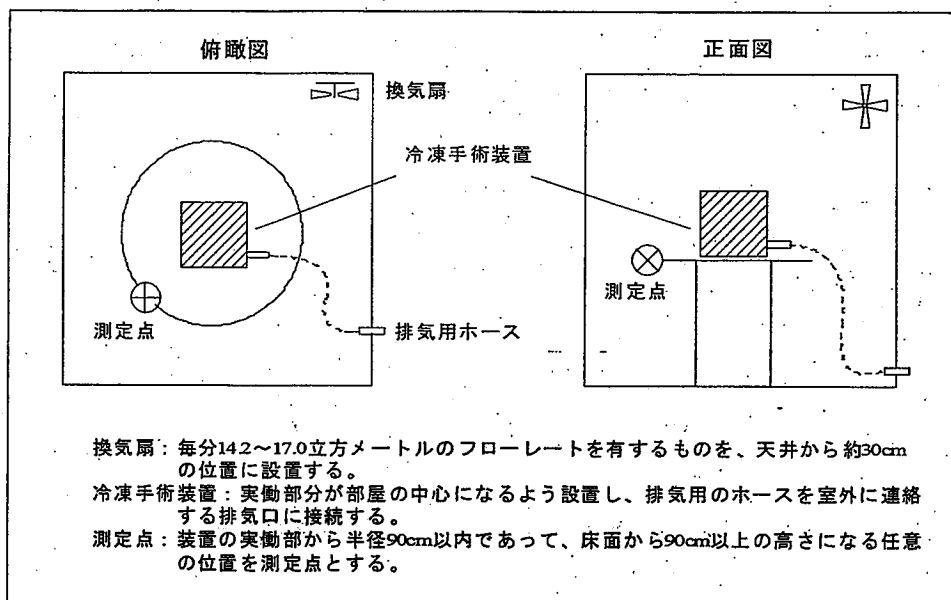 俯瞰図
正面図
換気扇
冷凍手術装置
測定点
測定点
排気用ホース
換気扇：毎分14.2～17.0立方メートルのフローレートを有するものを、天井から約30cm
の位置に設置する。
冷凍手術装置：実働部分が部屋の中心になるよう設置し、排気用のホースを室外に連絡
する排気口に接続する。
測定点：装置の実働部から半径90cm以内であって、床面から90cm以上の高さになる任意
の位置を測定点とする。